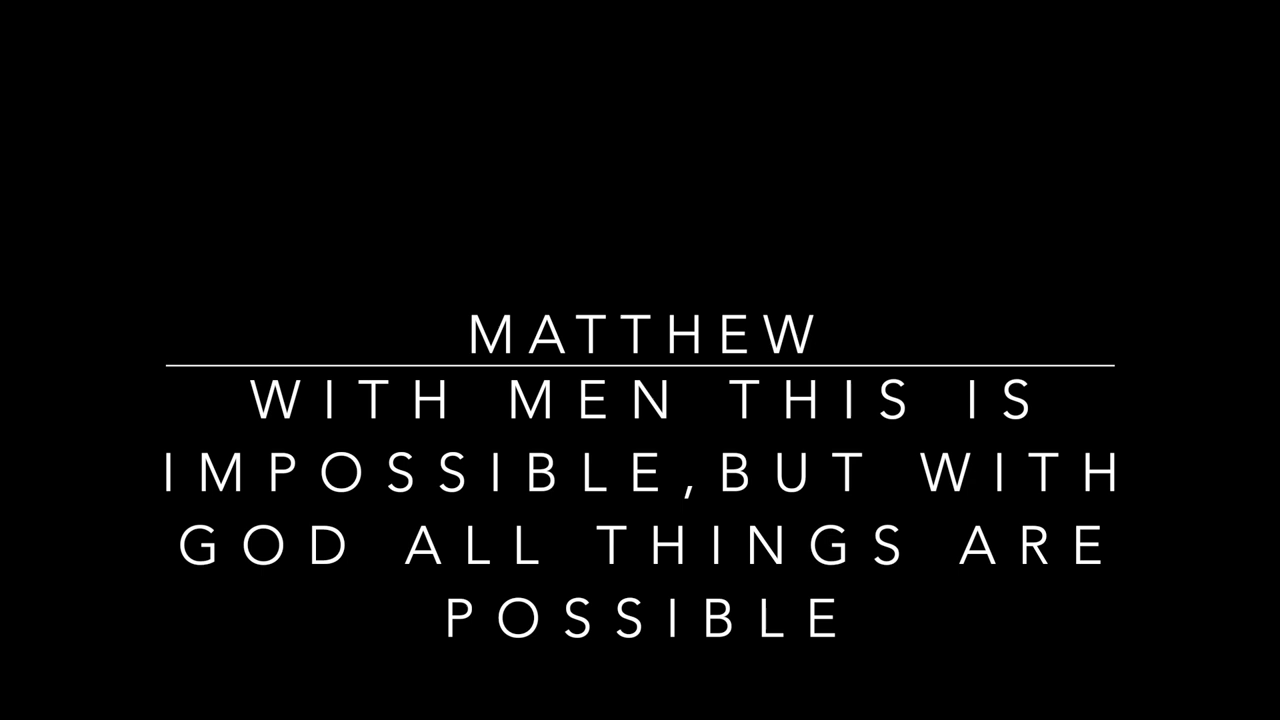 MATTHEW
WITH MEN THIS IS
IMPOSSIBLE,BUT WITH
GOD ALL THINGS ARE
POSSIBLE